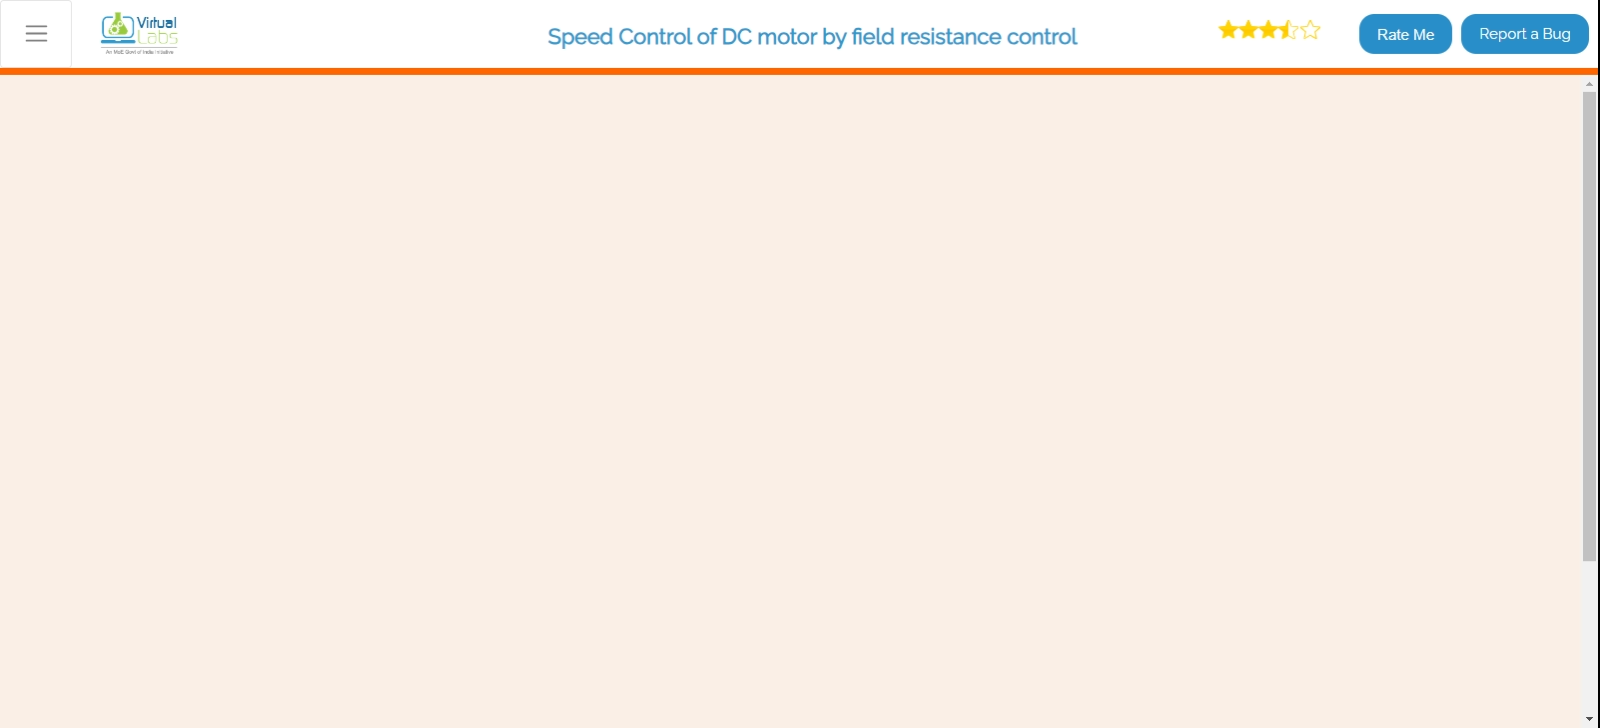 Virtual
Labs
An MoE Govt of India Initiative
Speed Control of DC motor by field resistance control
Rate Me
Report a Bug